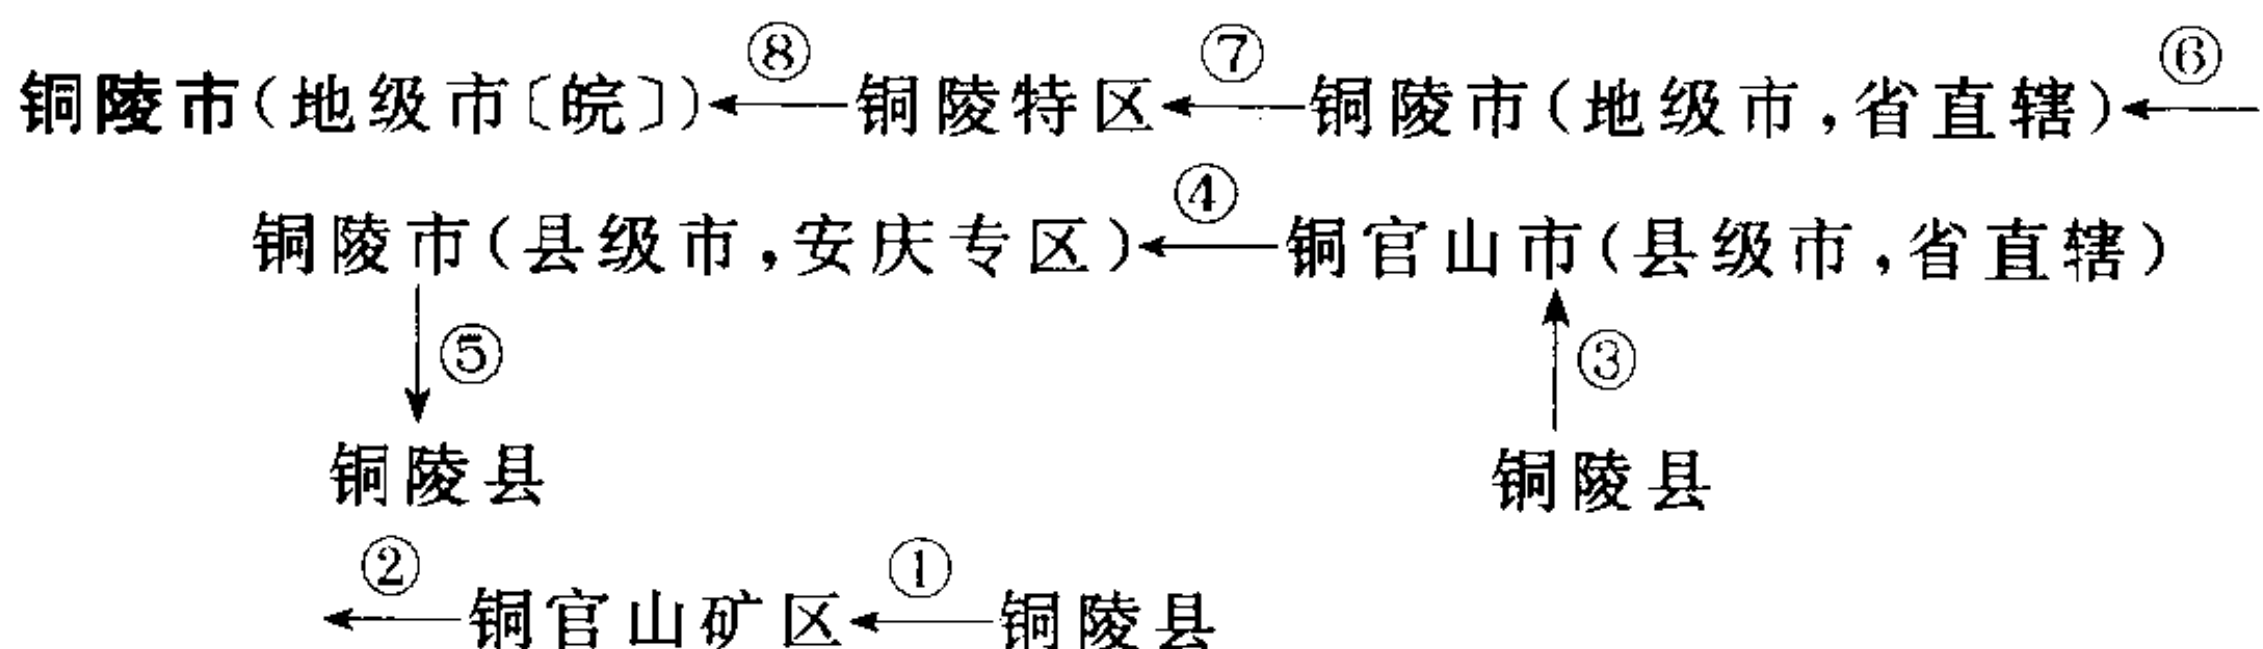 ⑧ ⑦ ⑥
铜陵市(地级市〔皖〕)←铜陵特区←铜陵市(地级市,省直辖)←
④
铜陵市(县级市,安庆专区)←铜官山市(县级市,省直辖)
⑤ ③
铜陵县 铜陵县
② ①
←铜官山矿区←铜陵县